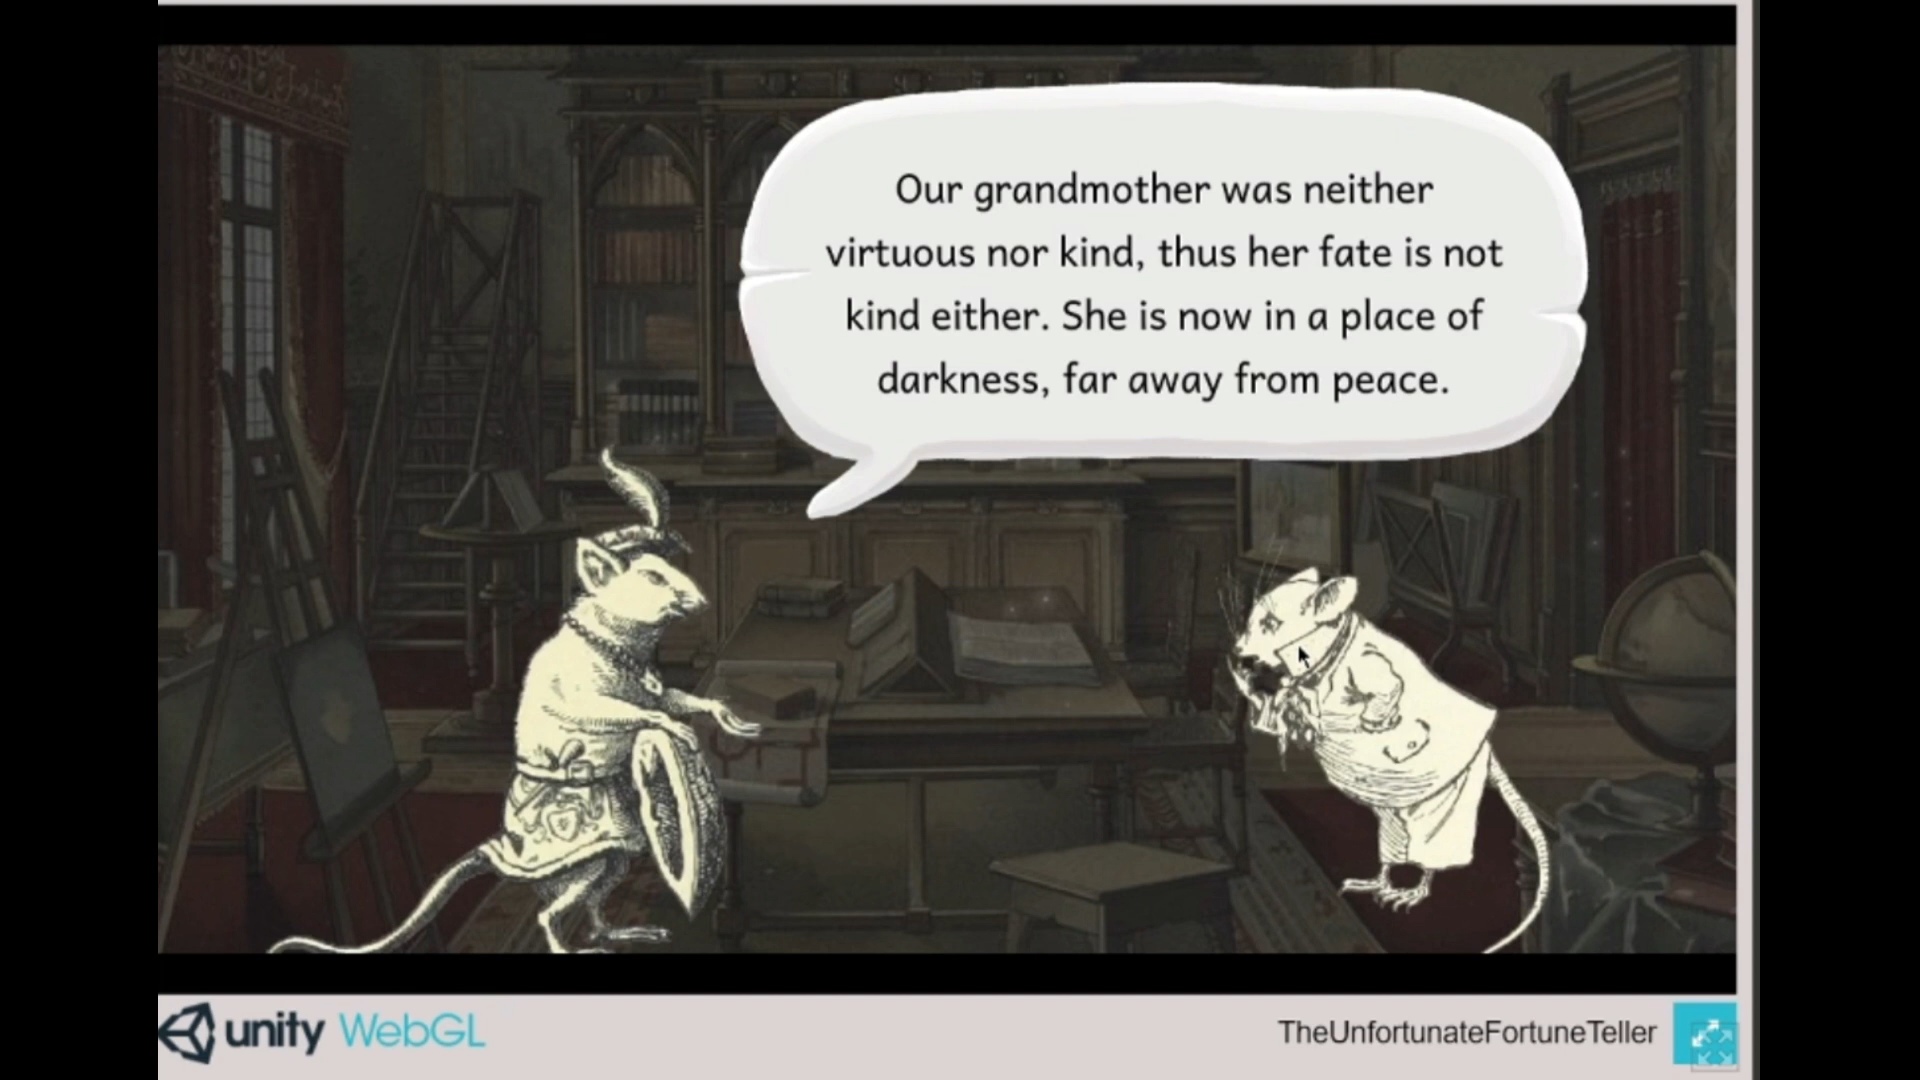 Our grandmother was neither
virtuous nor kind, thus her fate is not
kind either. She is now in a place of
darkness, far away from peace.
unity WebGL
TheUnfortunateFortuneTeller